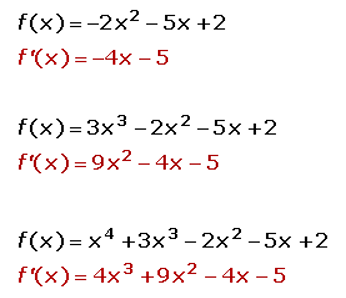 f(x) = −2x² − 5x + 2
f'(x) = −4x − 5
f(x) = 3x³ − 2x² − 5x + 2
f'(x) = 9x² − 4x − 5
f(x) = x⁴ + 3x³ − 2x² − 5x + 2
f'(x) = 4x³ + 9x² − 4x − 5